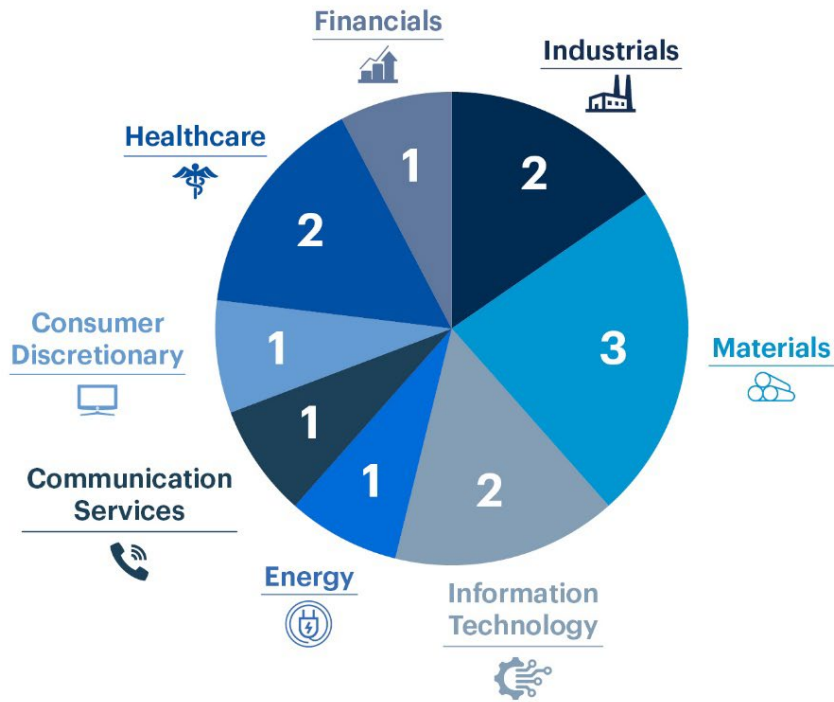 Financials
1
Industrials
2
Materials
3
Information
Technology
2
Energy
1
Communication
Services
1
Consumer
Discretionary
1
Healthcare
2